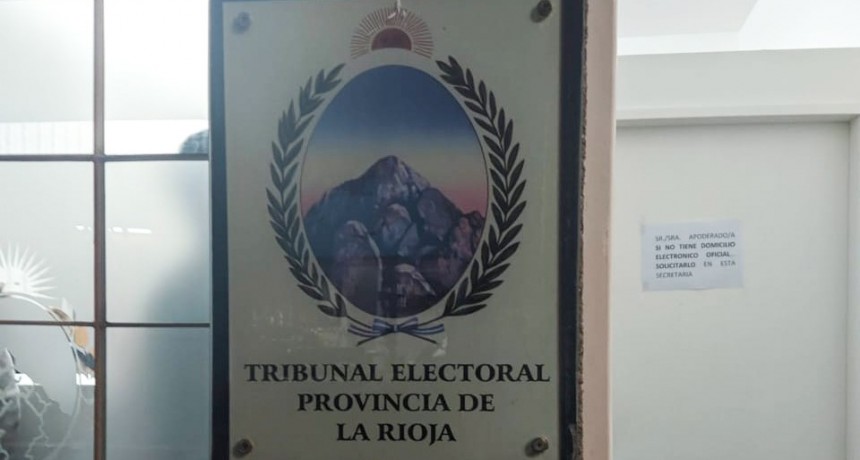 TRIBUNAL ELECTORAL
PROVINCIA DE
LA RIOJA
SR./SRA. APODERADO/A
SI NO TIENE DOMICILIO
ELECTRONICO OFICIAL,
SOLICITARLO EN ESTA
SECRETARIA